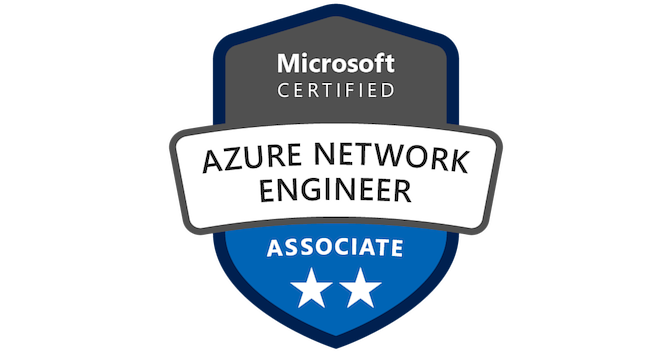 Microsoft
CERTIFIED
AZURE NETWORK
ENGINEER
ASSOCIATE